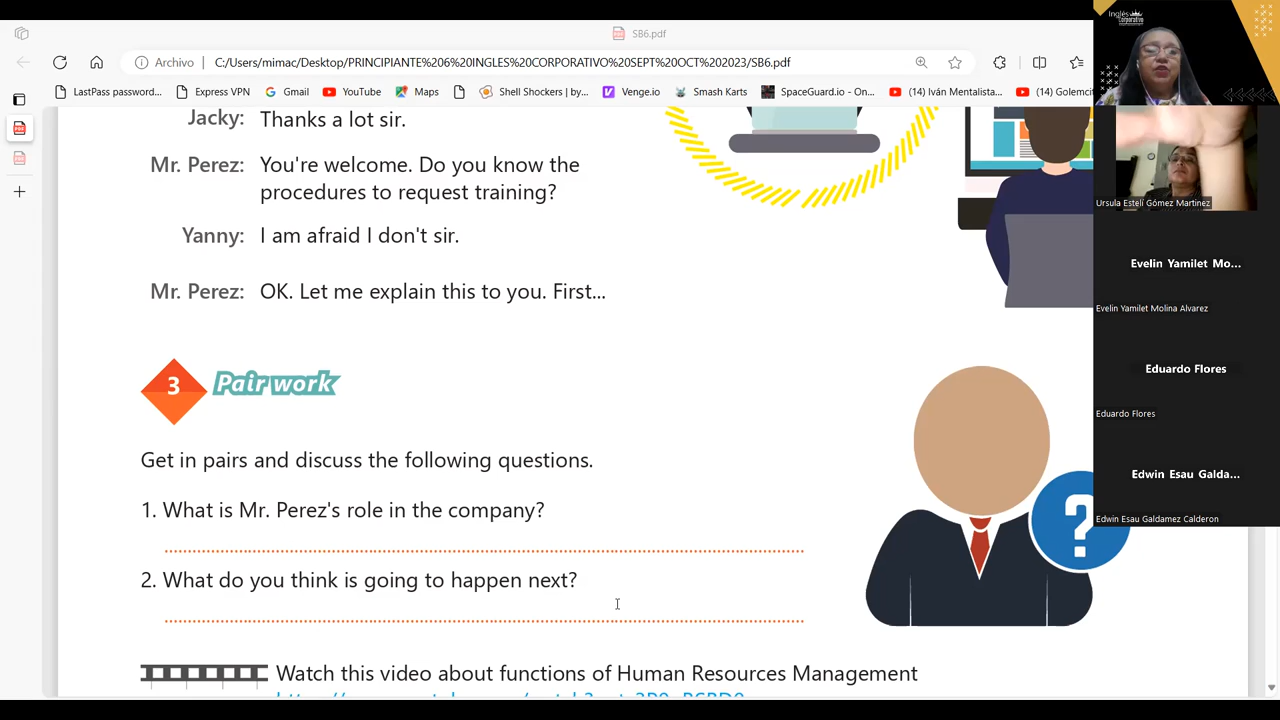 SB6.pdf
Archivo
C:/Users/mimac/Desktop/PRINCIPIANTE%206%20INGLES%20CORPORATIVO%20SEPT%20OCT%202023/SB6.pdf
LastPass password...
Express VPN
Gmail
YouTube
Maps
Shell Shockers | by...
Venge.io
Smash Karts
SpaceGuard.io - On...
(14) Iván Mentalista...
(14) Golemcit
Jacky: Thanks a lot sir.
Mr. Perez: You're welcome. Do you know the
procedures to request training?
Yanny: I am afraid I don't sir.
Mr. Perez: OK. Let me explain this to you. First...
3 Pair work
Get in pairs and discuss the following questions.
1. What is Mr. Perez's role in the company?
2. What do you think is going to happen next?
?
Watch this video about functions of Human Resources Management
Inglés
Corporativo
Ursula Estelí Gómez Martinez
Evelin Yamilet Mo...
Evelin Yamilet Molina Alvarez
Eduardo Flores
Eduardo Flores
Edwin Esau Galda...
Edwin Esau Galdamez Calderon